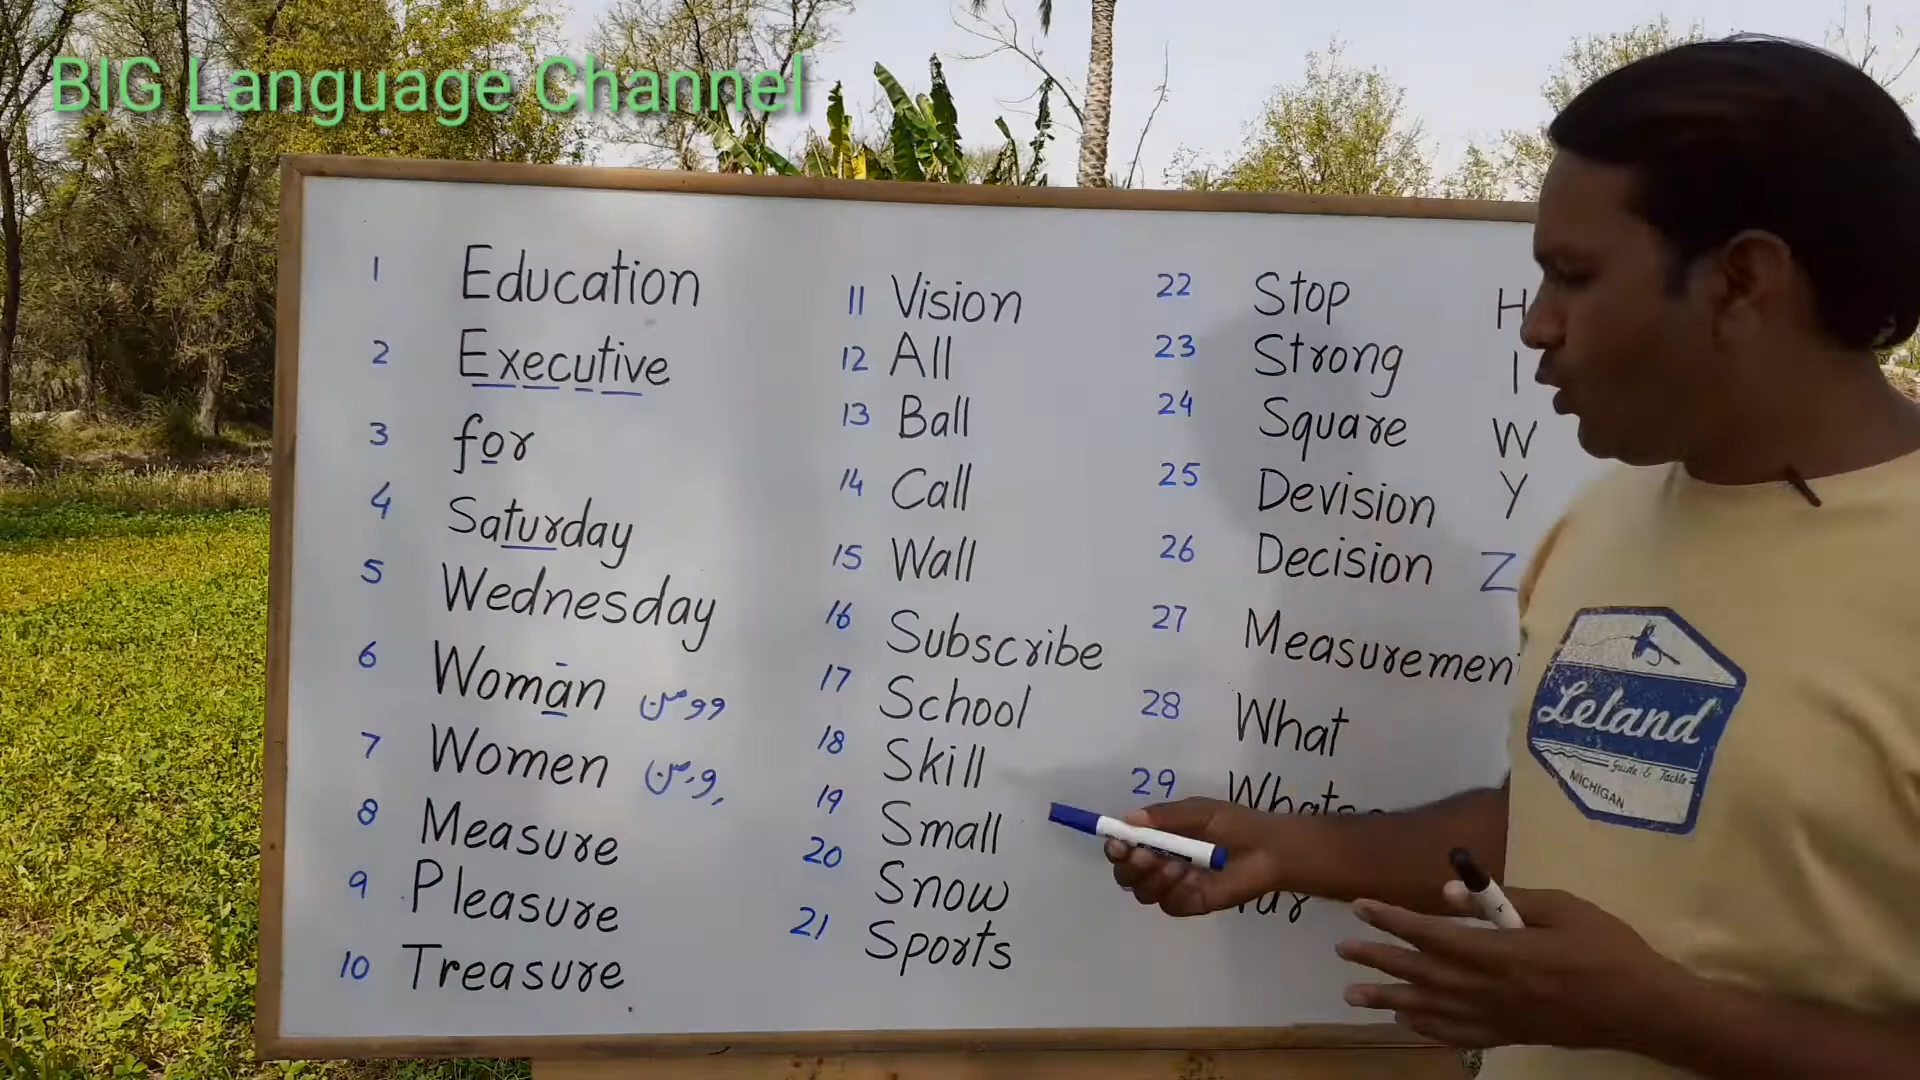 BIG Language Channel
1 Education
2 Executive
3 for
4 Saturday
5 Wednesday
6 Woman وومن
7 Women ومن
8 Measure
9 Pleasure
10 Treasure
11 Vision
12 All
13 Ball
14 Call
15 Wall
16 Subscribe
17 School
18 Skill
19 Small
20 Snow
21 Sports
22 Stop
23 Strong
24 Square
25 Devision
26 Decision
27 Measuremen
28 What
29
H
I
W
Y
Z
Leland
Guide & Tackle
MICHIGAN